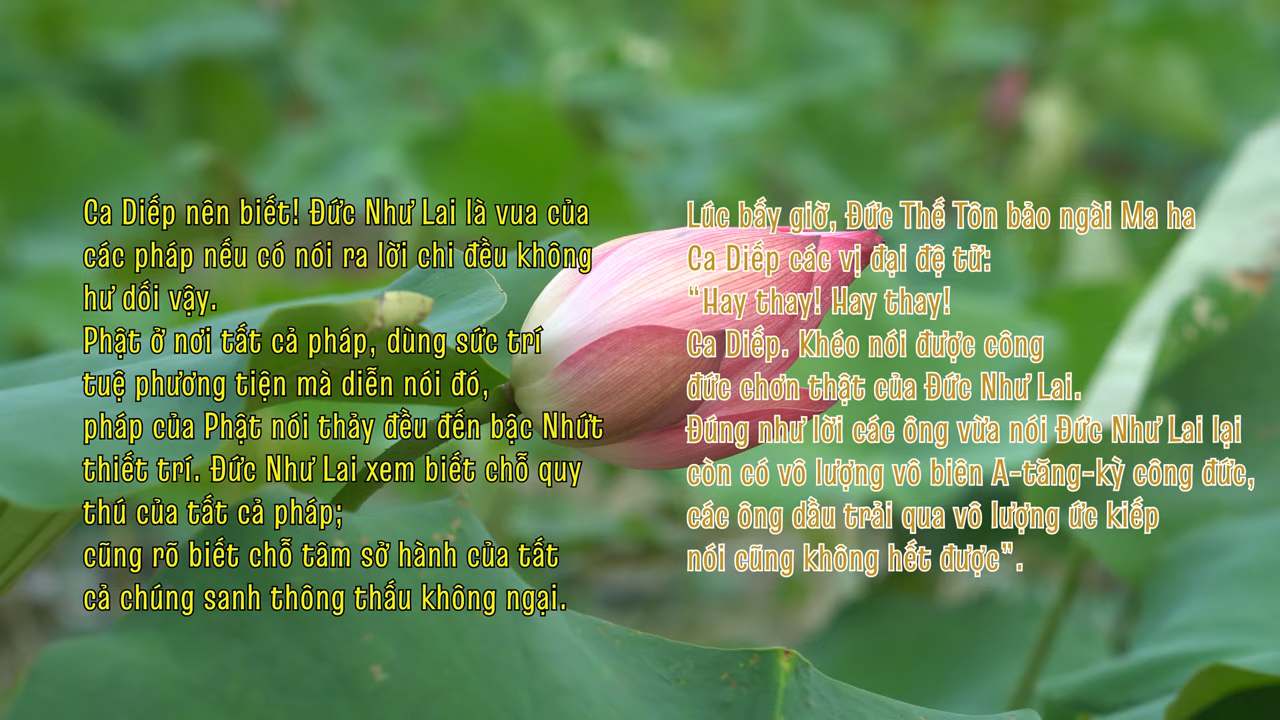 Ca Diếp nên biết! Đức Như Lai là vua của
các pháp nếu có nói ra lời chi đều không
hư dối vậy.
Phật ở nơi tất cả pháp, dùng sức trí
tuệ phương tiện mà diễn nói đó,
pháp của Phật nói thảy đều đến bậc Nhứt
thiết trí. Đức Như Lai xem biết chỗ quy
thú của tất cả pháp;
cũng rõ biết chỗ tâm sở hành của tất
cả chúng sanh thông thấu không ngại.
Lúc bấy giờ, Đức Thế Tôn bảo ngài Ma ha
Ca Diếp các vị đại đệ tử:
“Hay thay! Hay thay!
Ca Diếp. Khéo nói được công
đức chơn thật của Đức Như Lai.
Đúng như lời các ông vừa nói Đức Như Lai lại
còn có vô lượng vô biên A-tăng-kỳ công đức,
các ông dầu trải qua vô lượng ức kiếp
nói cũng không hết được”.